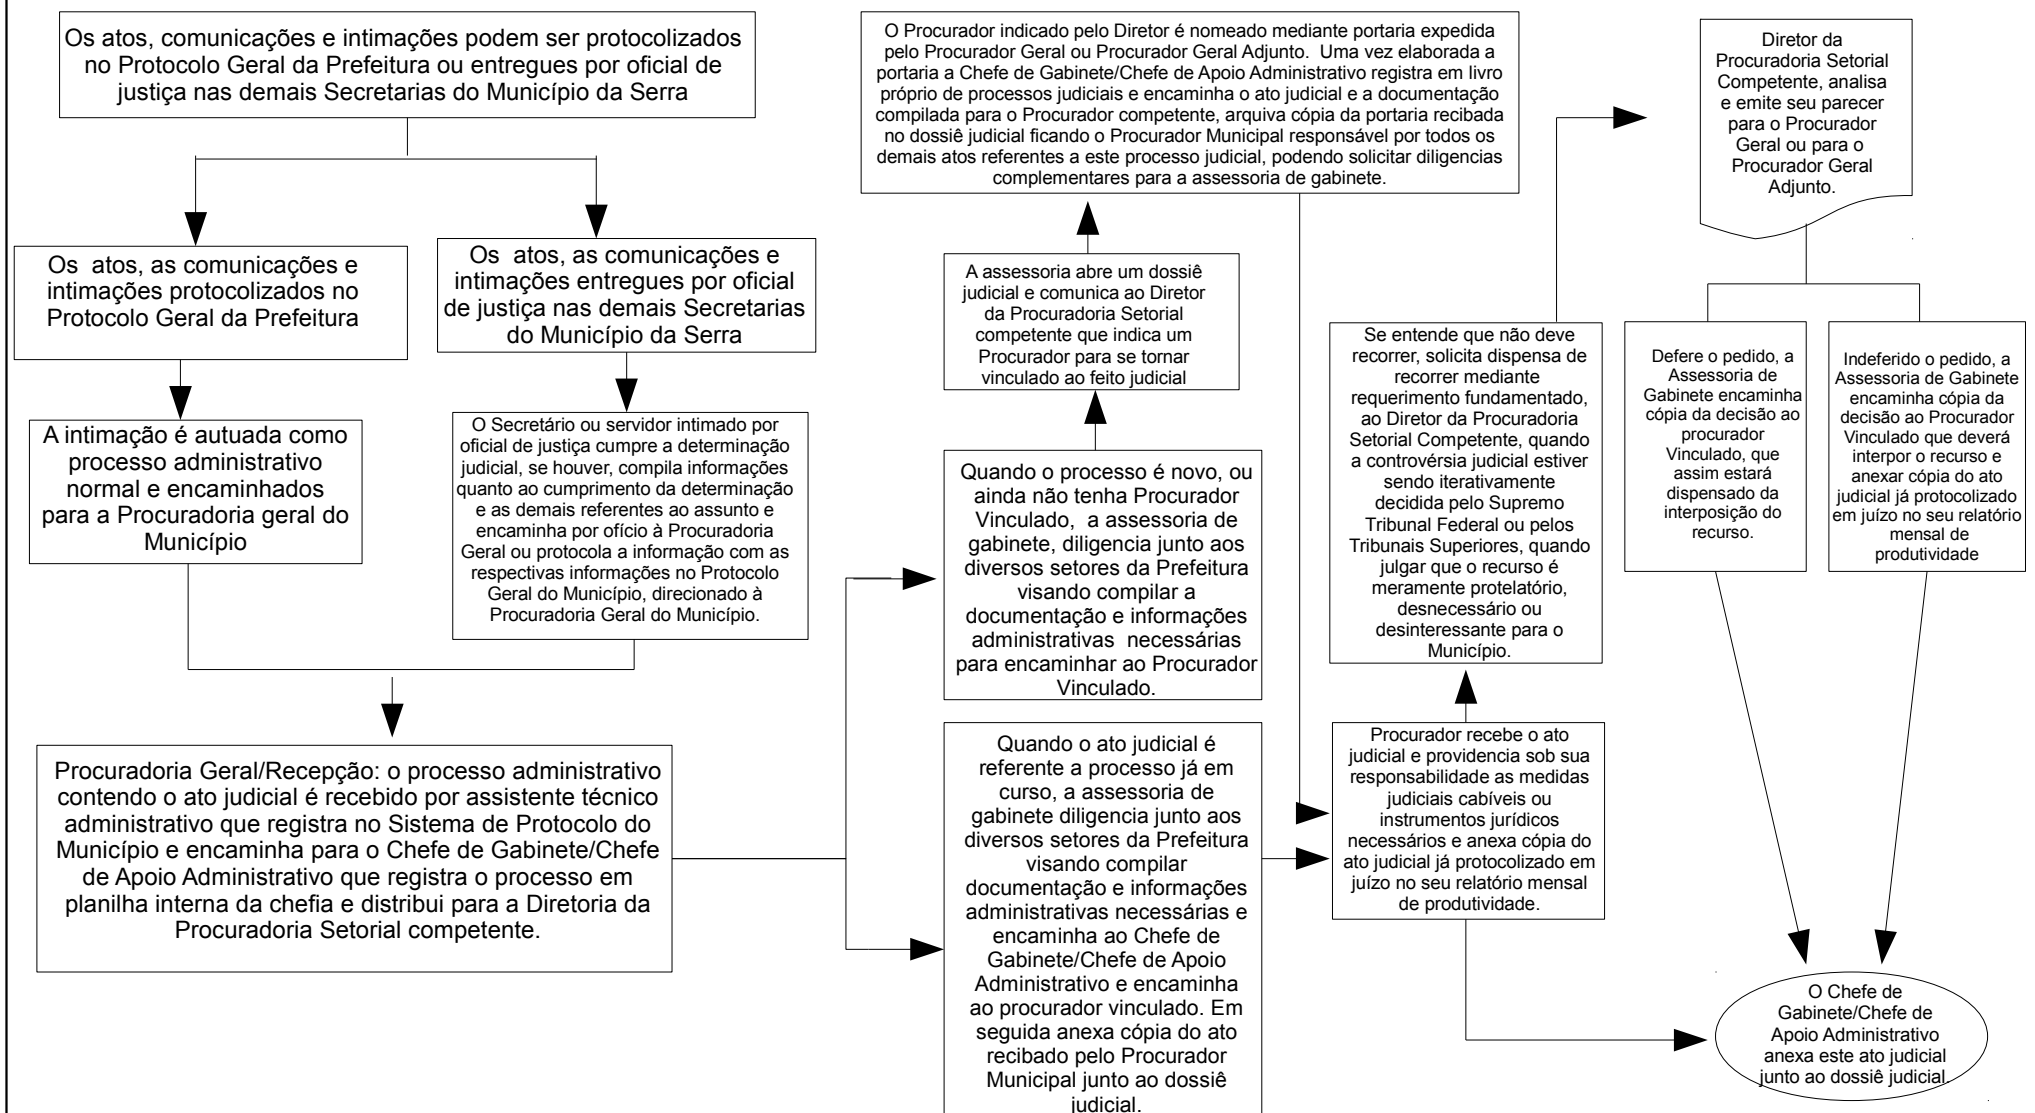 Os atos, comunicações e intimações podem ser protocolizados
no Protocolo Geral da Prefeitura ou entregues por oficial de
justiça nas demais Secretarias do Município da Serra
Os  atos, as comunicações e
intimações protocolizados no
Protocolo Geral da Prefeitura
Os  atos, as comunicações e
intimações entregues por oficial
de justiça nas demais Secretarias
do Município da Serra
A intimação é autuada como
processo administrativo
normal e encaminhados
para a Procuradoria geral do
Município
O Secretário ou servidor intimado por
oficial de justiça cumpre a determinação
judicial, se houver, compila informações
quanto ao cumprimento da determinação
e as demais referentes ao assunto e
encaminha por ofício à Procuradoria
Geral ou protocola a informação com as
respectivas informações no Protocolo
Geral do Município, direcionado à
Procuradoria Geral do Município.
Procuradoria Geral/Recepção: o processo administrativo
contendo o ato judicial é recebido por assistente técnico
administrativo que registra no Sistema de Protocolo do
Município e encaminha para o Chefe de Gabinete/Chefe
de Apoio Administrativo que registra o processo em
planilha interna da chefia e distribui para a Diretoria da
Procuradoria Setorial competente.
O Procurador indicado pelo Diretor é nomeado mediante portaria expedida
pelo Procurador Geral ou Procurador Geral Adjunto.  Uma vez elaborada a
portaria a Chefe de Gabinete/Chefe de Apoio Administrativo registra em livro
próprio de processos judiciais e encaminha o ato judicial e a documentação
compilada para o Procurador competente, arquiva cópia da portaria recibada
no dossiê judicial ficando o Procurador Municipal responsável por todos os
demais atos referentes a este processo judicial, podendo solicitar diligencias
complementares para a assessoria de gabinete.
A assessoria abre um dossiê
judicial e comunica ao Diretor
da Procuradoria Setorial
competente que indica um
Procurador para se tornar
vinculado ao feito judicial
Quando o processo é novo, ou
ainda não tenha Procurador
Vinculado,  a assessoria de
gabinete, diligencia junto aos
diversos setores da Prefeitura
visando compilar a
documentação e informações
administrativas  necessárias
para encaminhar ao Procurador
Vinculado.
Quando o ato judicial é
referente a processo já em
curso, a assessoria de
gabinete diligencia junto aos
diversos setores da Prefeitura
visando compilar
documentação e informações
administrativas necessárias e
encaminha ao Chefe de
Gabinete/Chefe de Apoio
Administrativo e encaminha
ao procurador vinculado. Em
seguida anexa cópia do ato
recibado pelo Procurador
Municipal junto ao dossiê
judicial.
Se entende que não deve
recorrer, solicita dispensa de
recorrer mediante
requerimento fundamentado,
ao Diretor da Procuradoria
Setorial Competente, quando
a controvérsia judicial estiver
sendo iterativamente
decidida pelo Supremo
Tribunal Federal ou pelos
Tribunais Superiores, quando
julgar que o recurso é
meramente protelatório,
desnecessário ou
desinteressante para o
Município.
Procurador recebe o ato
judicial e providencia sob sua
responsabilidade as medidas
judiciais cabíveis ou
instrumentos jurídicos
necessários e anexa cópia do
ato judicial já protocolizado em
juízo no seu relatório mensal
de produtividade.
Diretor da
Procuradoria Setorial
Competente, analisa
e emite seu parecer
para o Procurador
Geral ou para o
Procurador Geral
Adjunto.
Defere o pedido, a
Assessoria de
Gabinete encaminha
cópia da decisão ao
procurador
Vinculado, que
assim estará
dispensado da
interposição do
recurso.
Indeferido o pedido, a
Assessoria de Gabinete
encaminha cópia da
decisão ao Procurador
Vinculado que deverá
interpor o recurso e
anexar cópia do ato
judicial já protocolizado
em juízo no seu relatório
mensal de
produtividade
O Chefe de
Gabinete/Chefe de
Apoio Administrativo
anexa este ato judicial
junto ao dossiê judicial.